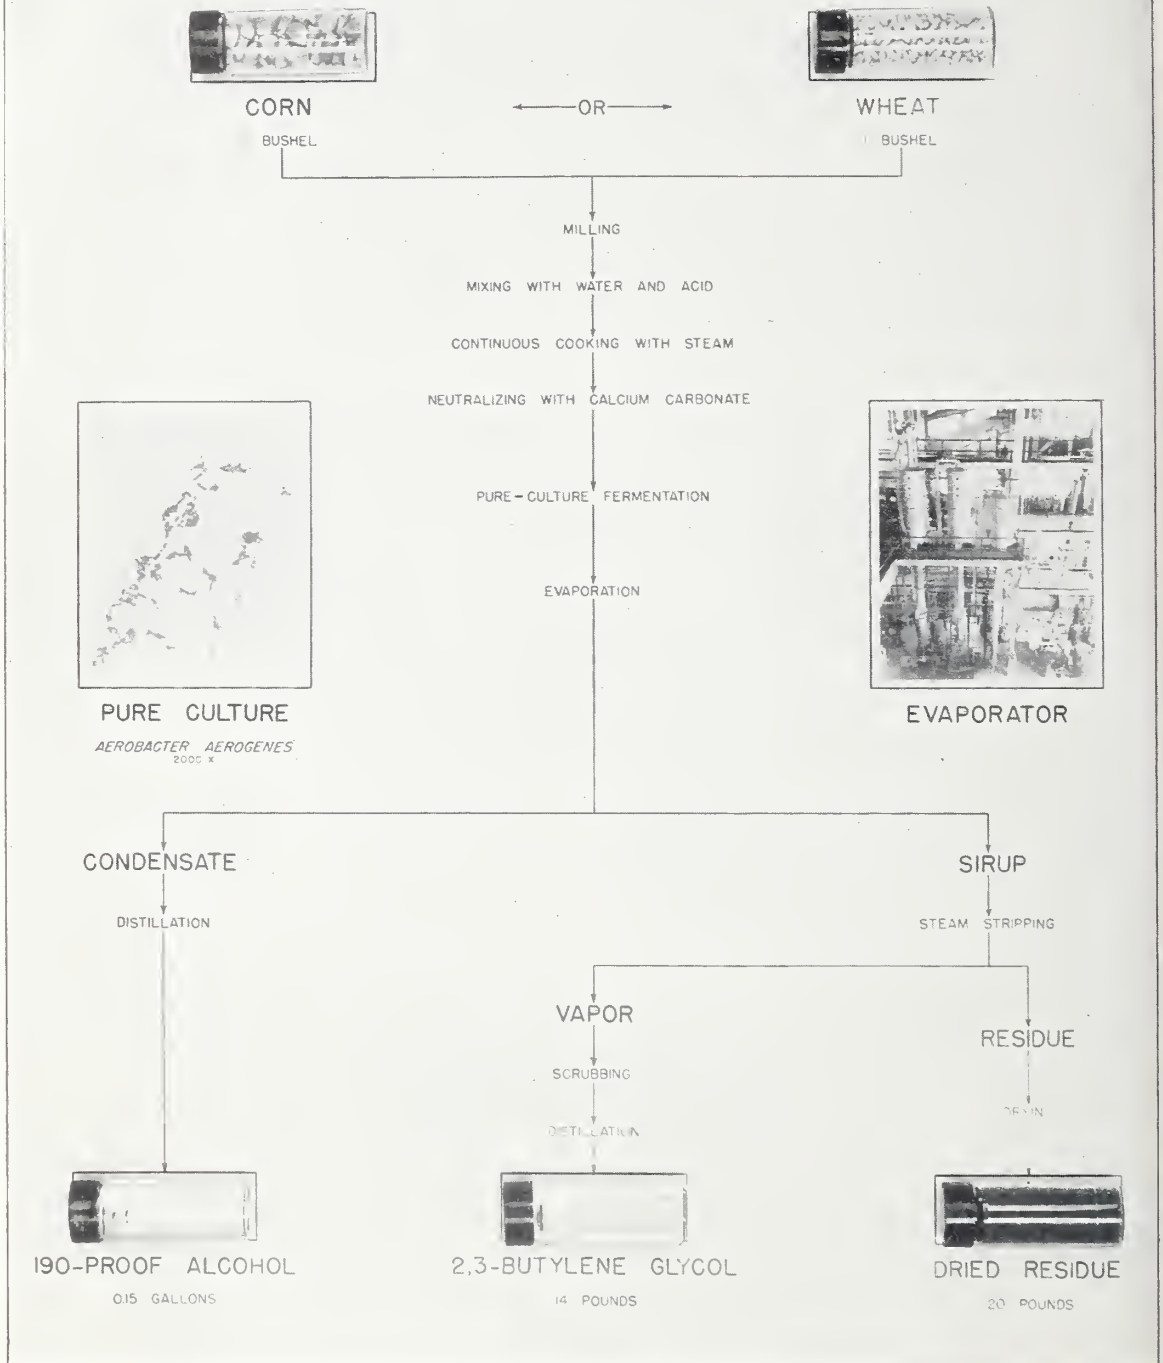 CORN
←OR→
WHEAT
BUSHEL
1 BUSHEL
MILLING
MIXING WITH WATER AND ACID
CONTINUOUS COOKING WITH STEAM
NEUTRALIZING WITH CALCIUM CARBONATE
PURE-CULTURE FERMENTATION
EVAPORATION
PURE CULTURE
AEROBACTER AEROGENES
2000 X
EVAPORATOR
CONDENSATE
SIRUP
DISTILLATION
STEAM STRIPPING
VAPOR
RESIDUE
SCRUBBING
DISTILLATION
190-PROOF ALCOHOL
0.15 GALLONS
2,3-BUTYLENE GLYCOL
14 POUNDS
DRIED RESIDUE
20 POUNDS